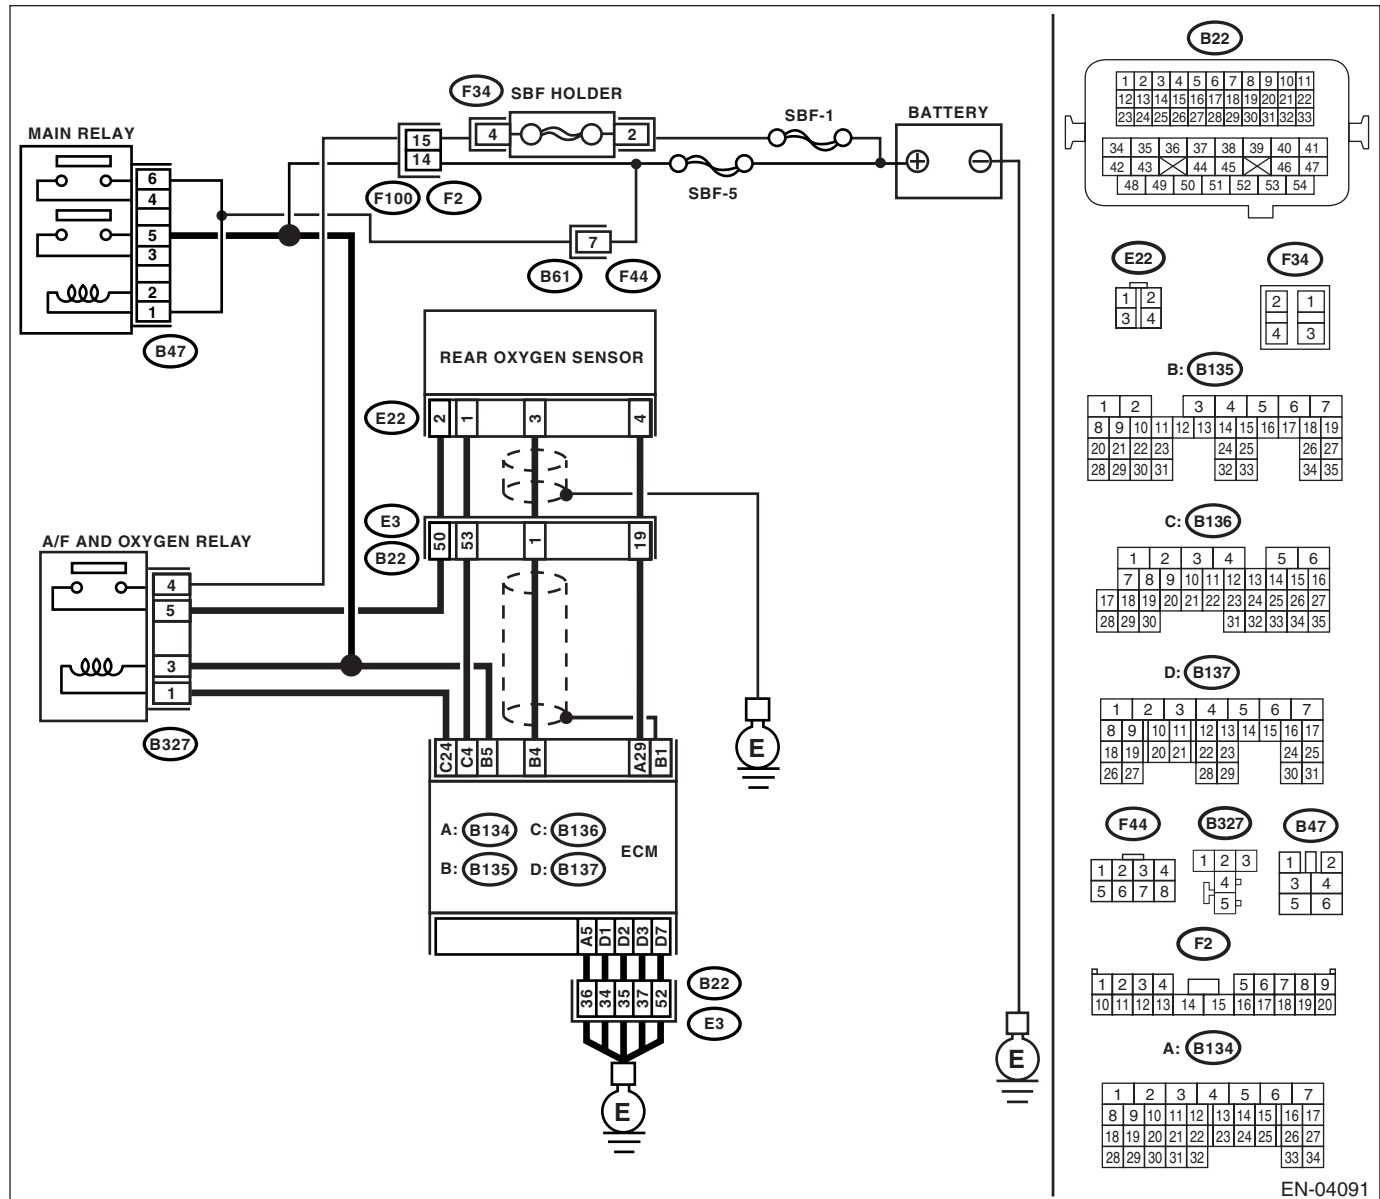 B22
1 2 3 4 5 6 7 8 9 10 11
12 13 14 15 16 17 18 19 20 21 22
23 24 25 26 27 28 29 30 31 32 33
34 35 36 37 38 39 40 41
42 43 44 45 46 47
48 49 50 51 52 53 54
F34 SBF HOLDER
SBF-1
BATTERY
MAIN RELAY
15 4 2
14
+ −
SBF-5
6
4
5
3
2
1
F100 F2
7
B61 F44
B47
REAR OXYGEN SENSOR
E22 2 1 3 4
E3
B22
50 53 1 19
A/F AND OXYGEN RELAY
4
5
3
1
B327
C24 C4 B5 B4 A29 B1
E
A: B134 C: B136
ECM
B: B135 D: B137
A5 D1 D2 D3 D7
36 34 35 37 52
B22
E3
E
E
E22
1 2
3 4
F34
2 1
4 3
B: B135
1 2 3 4 5 6 7
8 9 10 11 12 13 14 15 16 17 18 19
20 21 22 23 24 25 26 27
28 29 30 31 32 33 34 35
C: B136
1 2 3 4 5 6
7 8 9 10 11 12 13 14 15 16
17 18 19 20 21 22 23 24 25 26 27
28 29 30 31 32 33 34 35
D: B137
1 2 3 4 5 6 7
8 9 10 11 12 13 14 15 16 17
18 19 20 21 22 23 24 25
26 27 28 29 30 31
F44
1 2 3 4
5 6 7 8
B327
1 2 3
4
5
B47
1 2
3 4
5 6
F2
1 2 3 4 5 6 7 8 9
10 11 12 13 14 15 16 17 18 19 20
A: B134
1 2 3 4 5 6 7
8 9 10 11 12 13 14 15 16 17
18 19 20 21 22 23 24 25 26 27
28 29 30 31 32 33 34
EN-04091